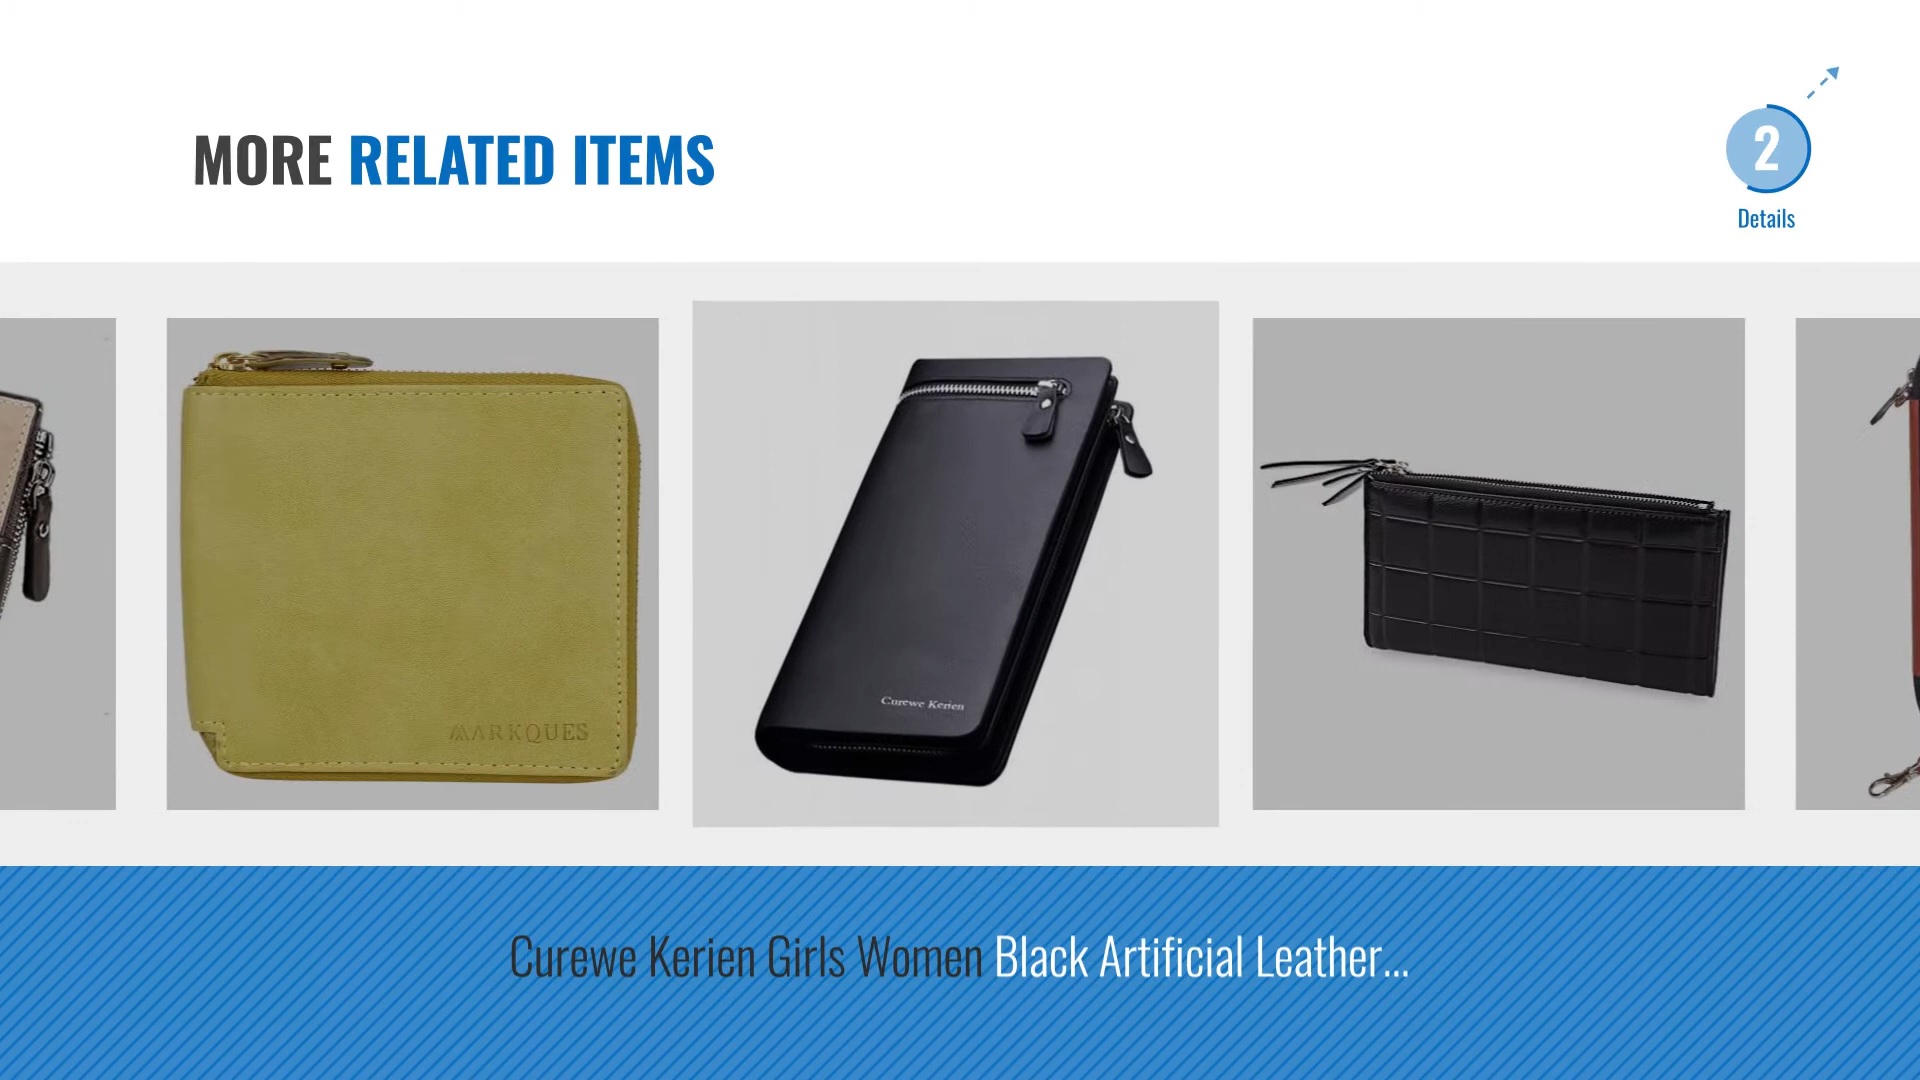 MORE RELATED ITEMS
2
Details
MARKQUES
Curewe Kerien
Curewe Kerien Girls Women Black Artificial Leather...